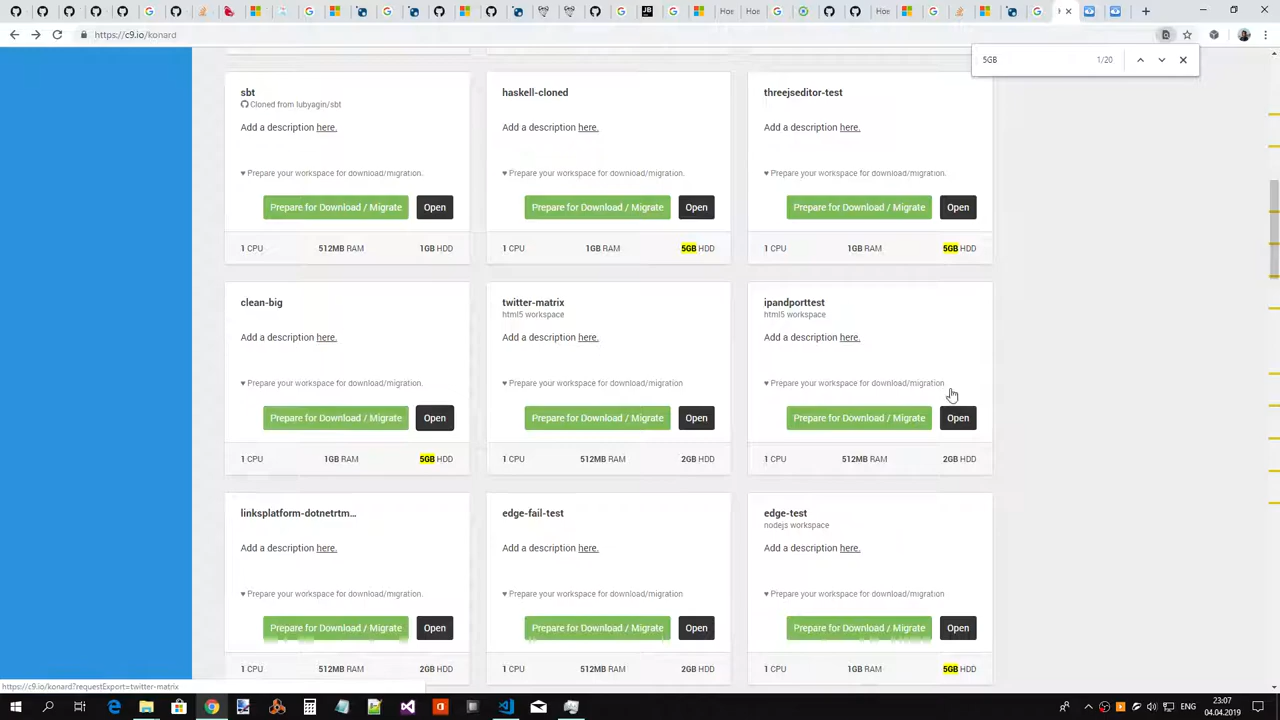 Hom
Hom
Hom
https://c9.io/konard
5GB
1/20
sbt
Cloned from lubyagin/sbt
Add a description here.
♥ Prepare your workspace for download/migration.
Prepare for Download / Migrate
Open
1 CPU
512MB RAM
1GB HDD
haskell-cloned
Add a description here.
♥ Prepare your workspace for download/migration.
Prepare for Download / Migrate
Open
1 CPU
1GB RAM
5GB HDD
threejseditor-test
Add a description here.
♥ Prepare your workspace for download/migration.
Prepare for Download / Migrate
Open
1 CPU
1GB RAM
5GB HDD
clean-big
Add a description here.
♥ Prepare your workspace for download/migration.
Prepare for Download / Migrate
Open
1 CPU
1GB RAM
5GB HDD
twitter-matrix
html5 workspace
Add a description here.
♥ Prepare your workspace for download/migration
Prepare for Download / Migrate
Open
1 CPU
512MB RAM
2GB HDD
ipandporttest
html5 workspace
Add a description here.
♥ Prepare your workspace for download/migration
Prepare for Download / Migrate
Open
1 CPU
512MB RAM
2GB HDD
linksplatform-dotnetrtm...
Add a description here.
♥ Prepare your workspace for download/migration.
Prepare for Download / Migrate
Open
1 CPU
512MB RAM
2GB HDD
edge-fail-test
Add a description here.
♥ Prepare your workspace for download/migration
Prepare for Download / Migrate
Open
1 CPU
512MB RAM
2GB HDD
edge-test
nodejs workspace
Add a description here.
♥ Prepare your workspace for download/migration
Prepare for Download / Migrate
Open
1 CPU
1GB RAM
5GB HDD
https://c9.io/konard?requestExport=twitter-matrix
ENG
23:07
04.04.2019